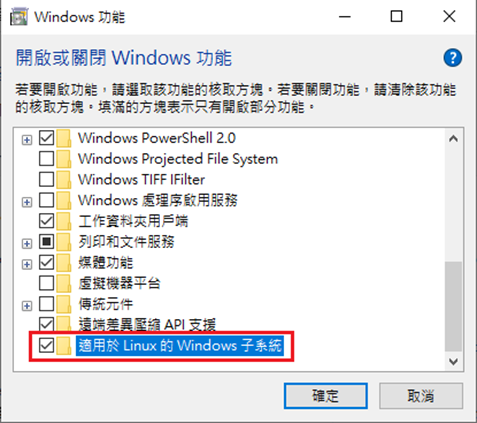 Windows 功能
開啟或關閉 Windows 功能
若要開啟功能，請選取該功能的核取方塊。若要關閉功能，請清除該功能
的核取方塊。填滿的方塊表示只有開啟部分功能。
Windows PowerShell 2.0
Windows Projected File System
Windows TIFF IFilter
Windows 處理序啟用服務
工作資料夾用戶端
列印和文件服務
媒體功能
虛擬機器平台
傳統元件
遠端差異壓縮 API 支援
適用於 Linux 的 Windows 子系統
確定
取消